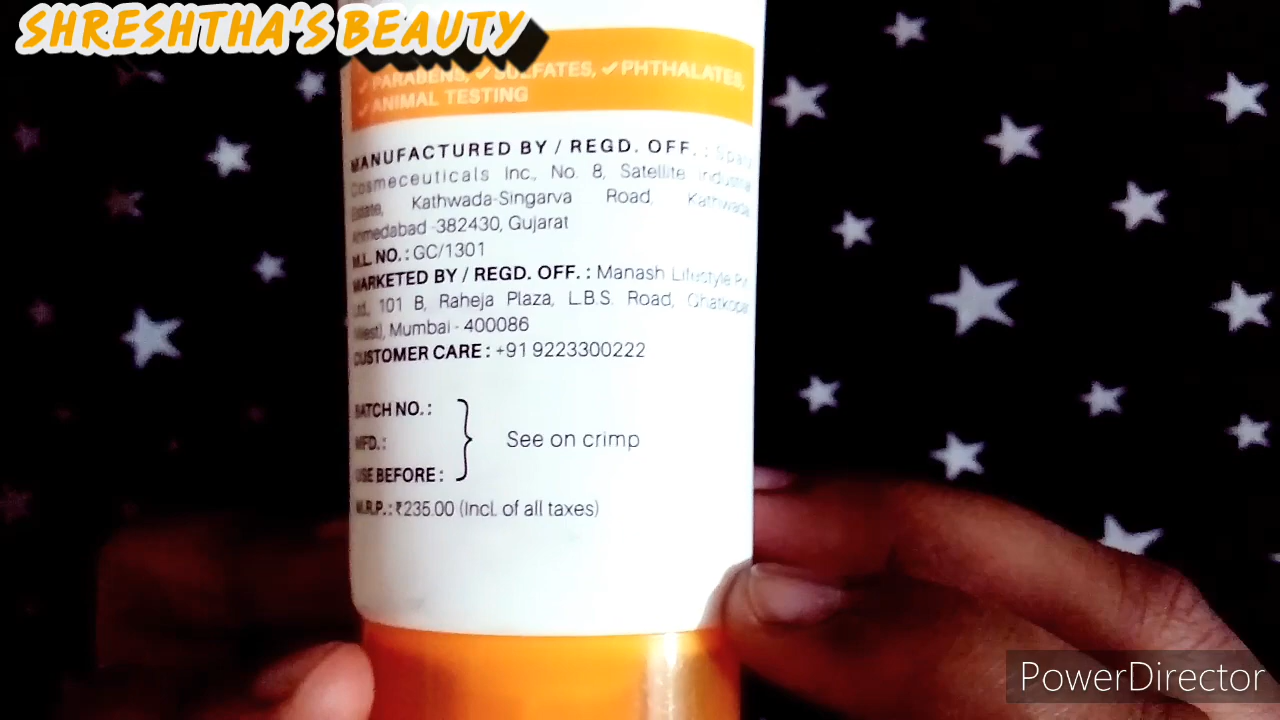 SHRESHTHA'S BEAUTY
✓PARABENS, ✓SULFATES, ✓PHTHALATES,
✓ANIMAL TESTING
MANUFACTURED BY / REGD. OFF. :
Cosmeceuticals Inc., No. 8, Satellite Industrial
Estate, Kathwada-Singarva Road, Kathwada,
Ahmedabad -382430, Gujarat
M.L. NO. : GC/1301
MARKETED BY / REGD. OFF. : Manash Lifestyle Pvt.
Ltd., 101 B, Raheja Plaza, L.B.S. Road, Ghatkopar
(West), Mumbai - 400086
CUSTOMER CARE : +91 9223300222
BATCH NO. :
MFD. :
See on crimp
USE BEFORE :
M.R.P. : ₹235.00 (Incl. of all taxes)
PowerDirector